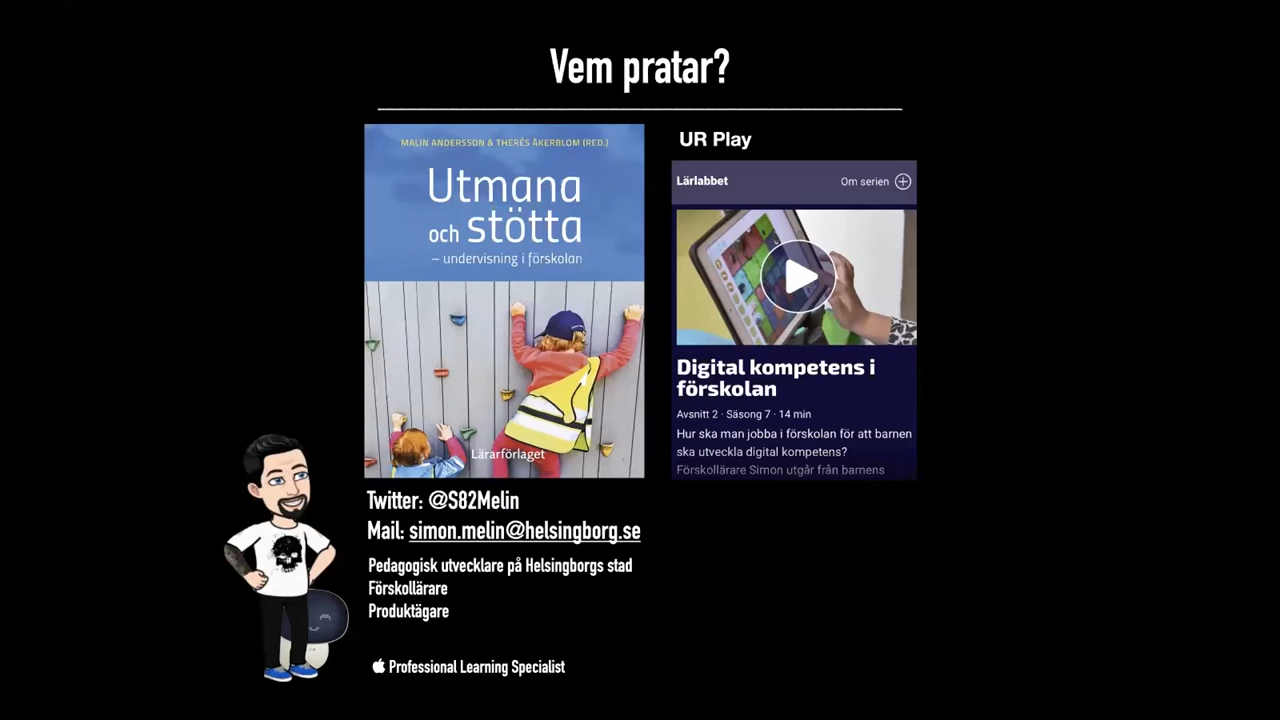 Vem pratar?
MALIN ANDERSSON & THERÉS ÅKERBLOM (RED.)
Utmana
och stötta
– undervisning i förskolan
Lärarförlaget
UR Play
Lärlabbet
Om serien
Digital kompetens i
förskolan
Avsnitt 2 · Säsong 7 · 14 min
Hur ska man jobba i förskolan för att barnen
ska utveckla digital kompetens?
Förskollärare Simon utgår från barnens
Twitter: @S82Melin
Mail: simon.melin@helsingborg.se
Pedagogisk utvecklare på Helsingborgs stad
Förskollärare
Produktägare
Professional Learning Specialist